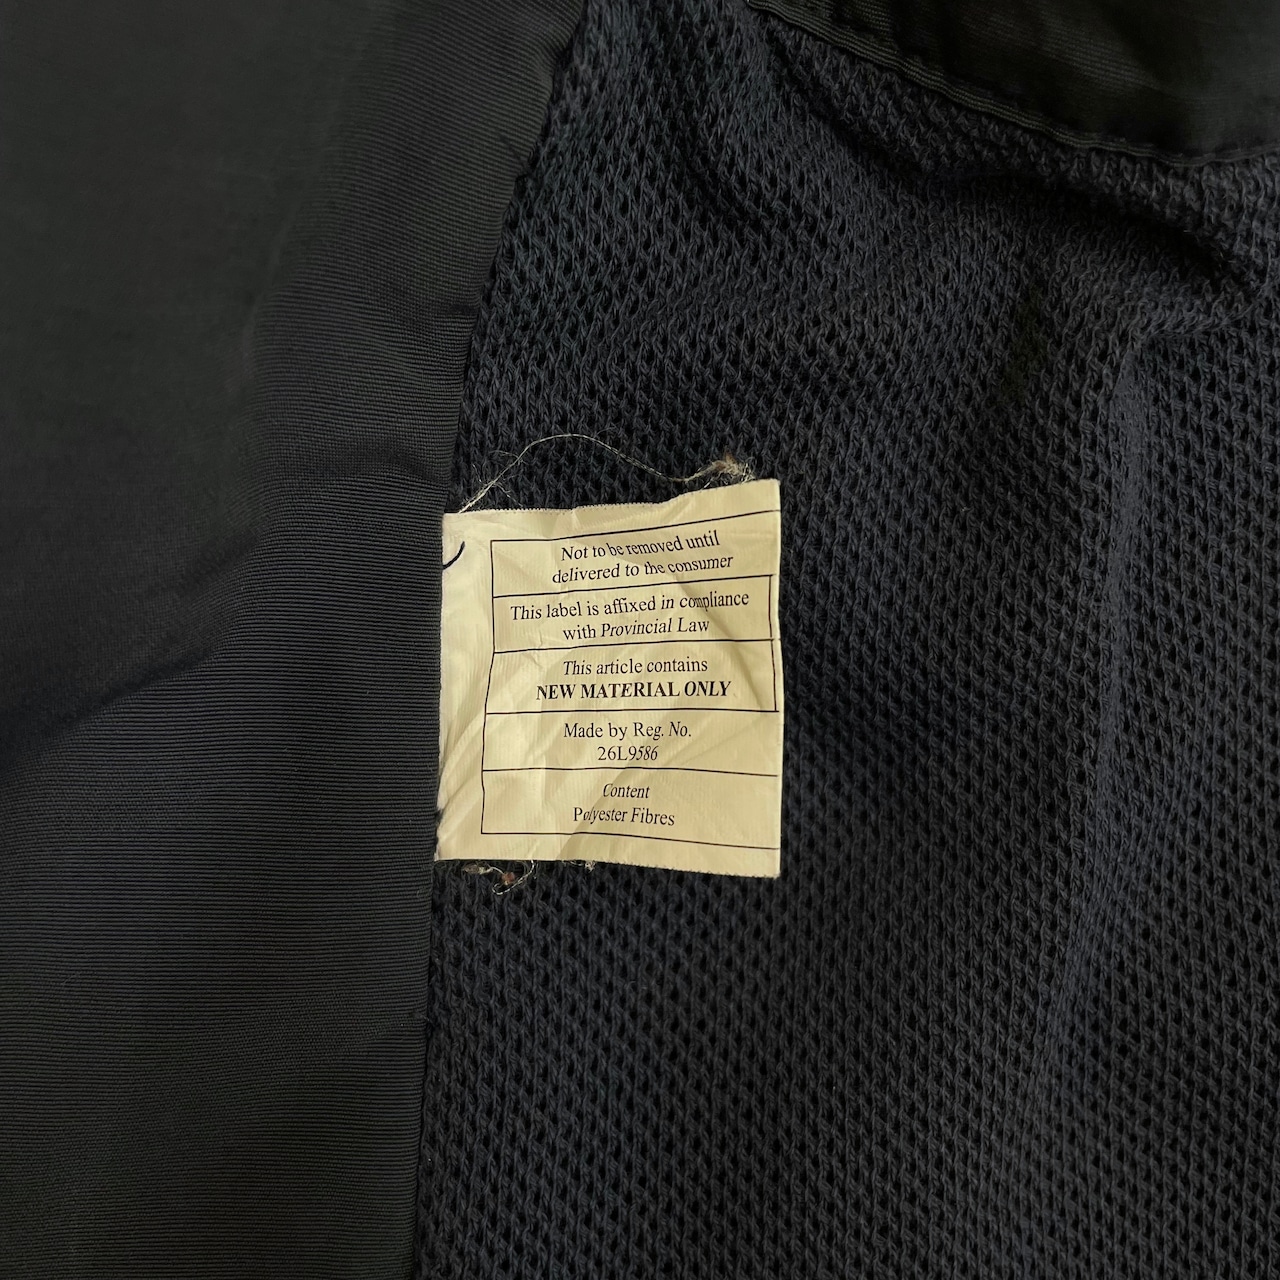 Not to be removed until
delivered to the consumer
This label is affixed in compliance
with Provincial Law
This article contains
NEW MATERIAL ONLY
Made by Reg. No.
26L9586
Content
Polyester Fibres